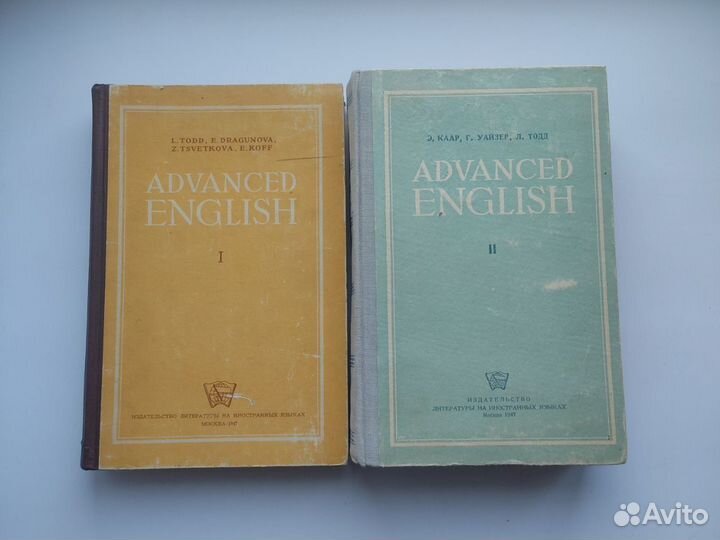 L. TODD, E. DRAGUNOVA,
Z. TSVETKOVA, E. KOFF
ADVANCED
ENGLISH
I
ИЗДАТЕЛЬСТВО ЛИТЕРАТУРЫ НА ИНОСТРАННЫХ ЯЗЫКАХ
МОСКВА 1947
Э. КААР, Г. УАЙЗЕР, Л. ТОДД
ADVANCED
ENGLISH
II
ИЗДАТЕЛЬСТВО
ЛИТЕРАТУРЫ НА ИНОСТРАННЫХ ЯЗЫКАХ
Москва 1947
Avito